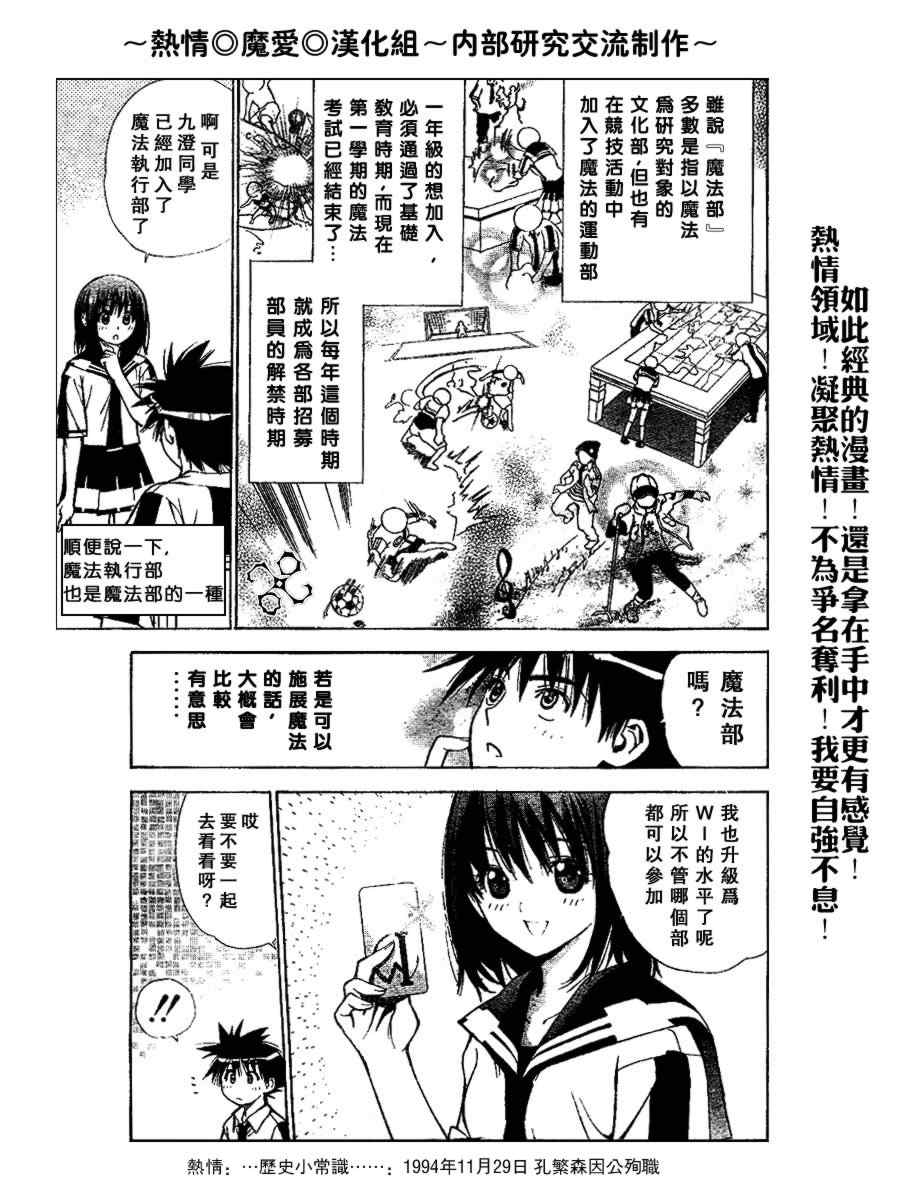 ～熱情◎魔愛◎漢化組～内部研究交流制作～
雖說『魔法部』
多數是指以魔法
爲研究對象的
文化部,但也有
在競技活動中
加入了魔法的運動部
一年級的想加入,
必須通過了基礎
教育時期,而現在
第一學期的魔法
考試已經結束了…
所以每年這個時期
就成爲各部招募
部員的解禁時期
啊 可是
九澄同學
已經加入了
魔法執行部了
順便說一下,
魔法執行部
也是魔法部的一種
魔法部
嗎?
若是可以
施展魔法
的話,
大概會
比較
有意思
……
我也升級爲
WI的水平了呢
所以不管哪個部
都可以參加
W
哎
要不要一起
去看看呀?
!!
如此經典的漫畫!還是拿在手中才更有感覺!
熱情領域!凝聚熱情!不為爭名奪利!我要自強不息!
熱情：…歷史小常識……：1994年11月29日 孔繁森因公殉職